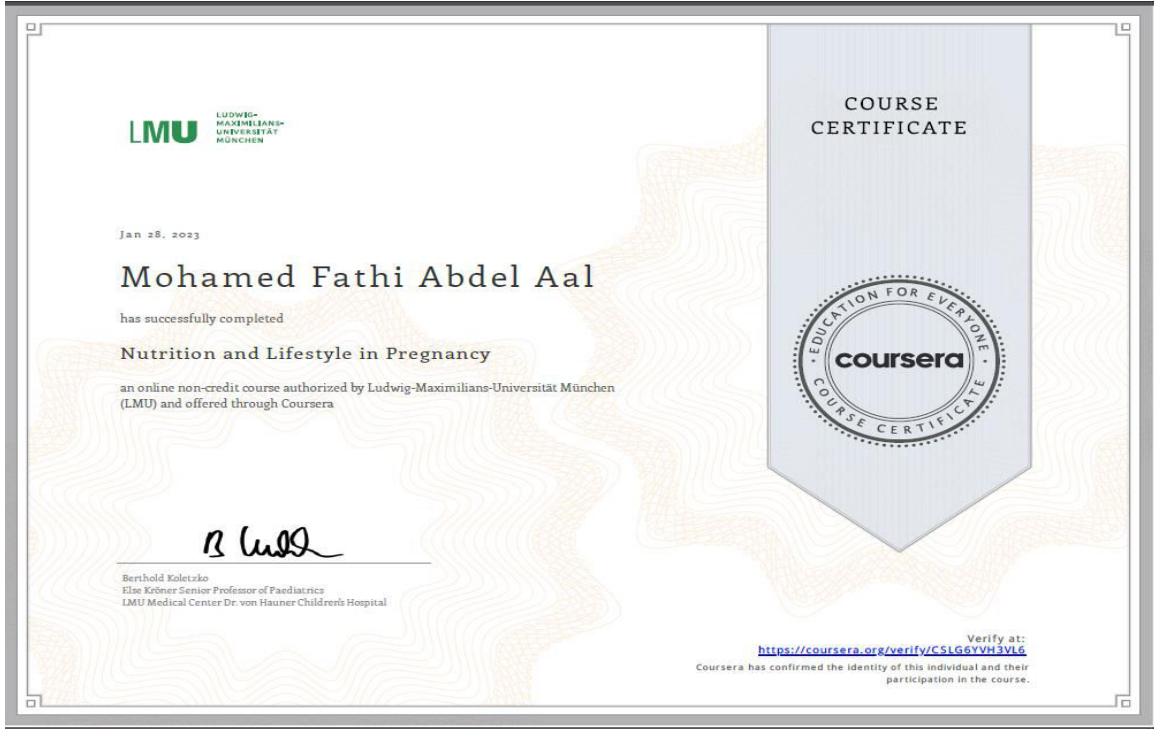 LMU
LUDWIG-
MAXIMILIANS-
UNIVERSITÄT
MÜNCHEN
COURSE
CERTIFICATE
Jan 28, 2023
Mohamed Fathi Abdel Aal
has successfully completed
Nutrition and Lifestyle in Pregnancy
an online non-credit course authorized by Ludwig-Maximilians-Universität München
(LMU) and offered through Coursera
EDUCATION FOR EVERYONE
coursera
COURSE CERTIFICATE
Berthold Koletzko
Else Kröner Senior Professor of Paediatrics
LMU Medical Center Dr. von Hauner Children's Hospital
Verify at:
https://coursera.org/verify/CSLG6YVH3VL6
Coursera has confirmed the identity of this individual and their
participation in the course.